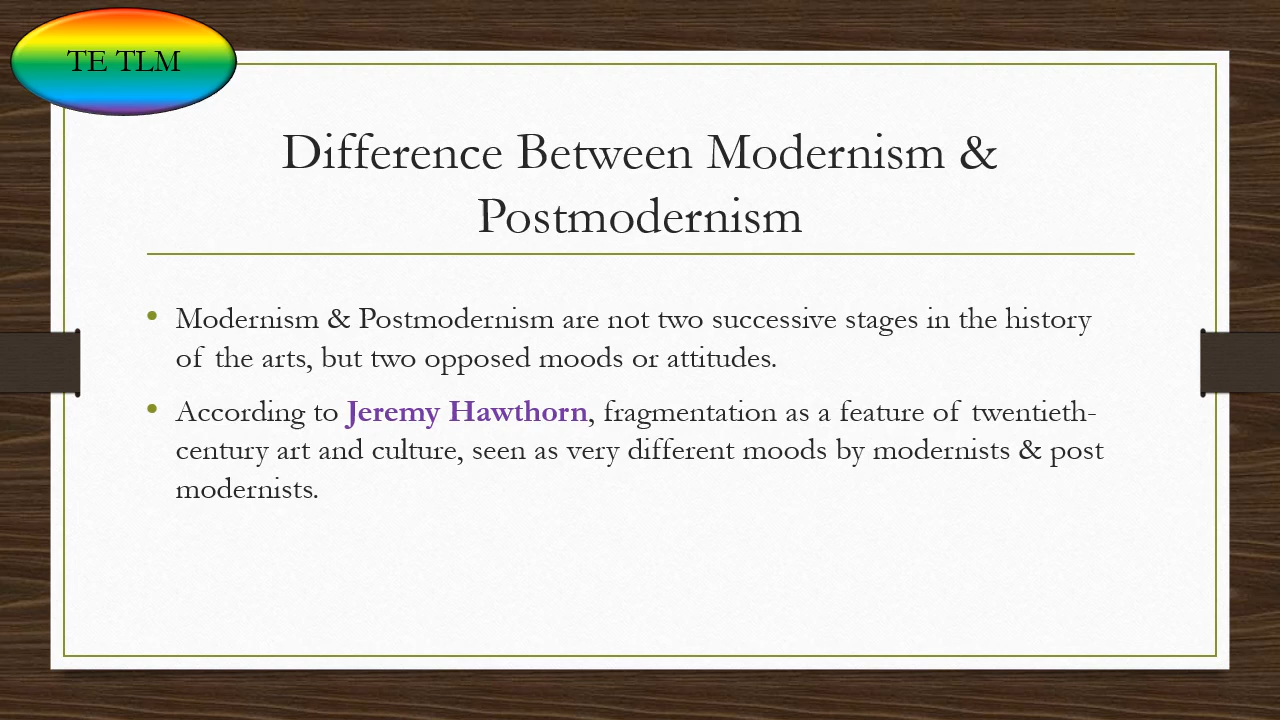 TE TLM
Difference Between Modernism &
Postmodernism
• Modernism & Postmodernism are not two successive stages in the history
of the arts, but two opposed moods or attitudes.
• According to Jeremy Hawthorn, fragmentation as a feature of twentieth-
century art and culture, seen as very different moods by modernists & post
modernists.